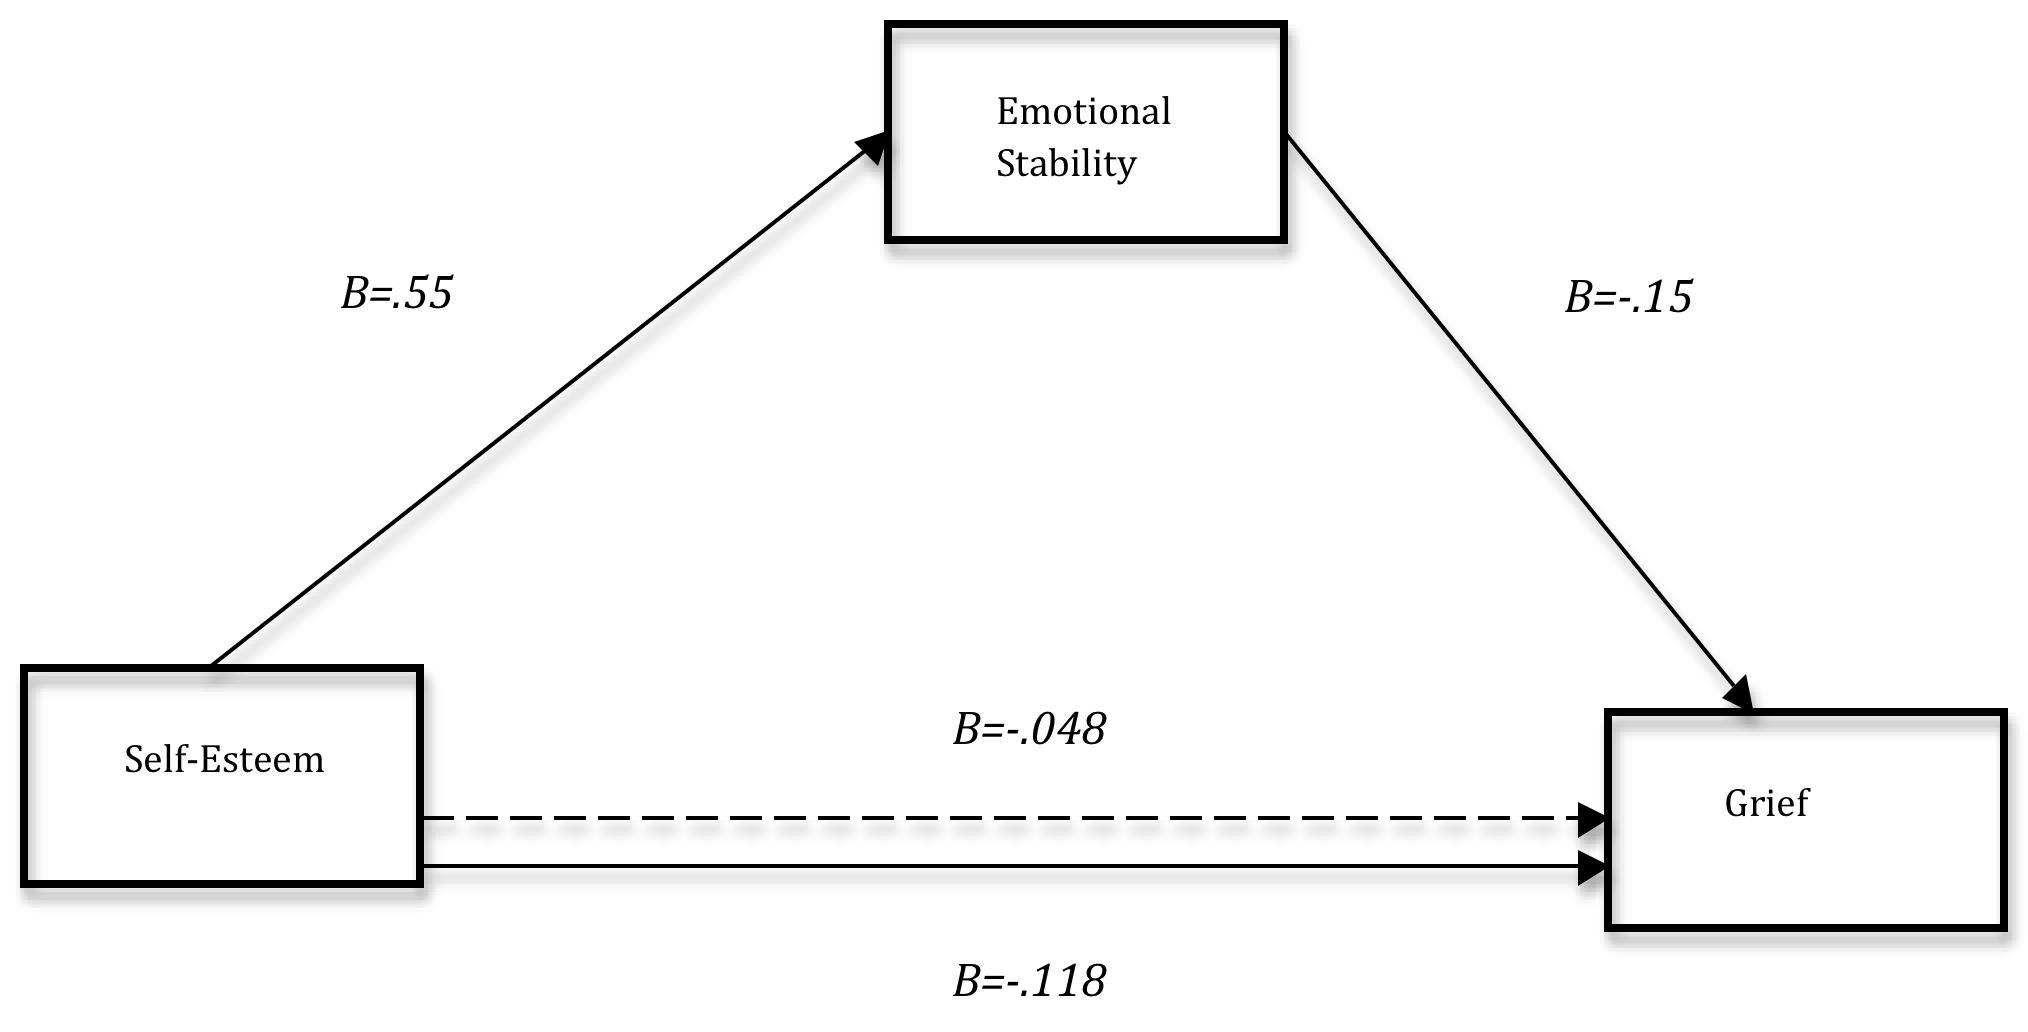 Emotional
Stability
B=.55
B=-.15
B=-.048
Self-Esteem
Grief
B=-.118